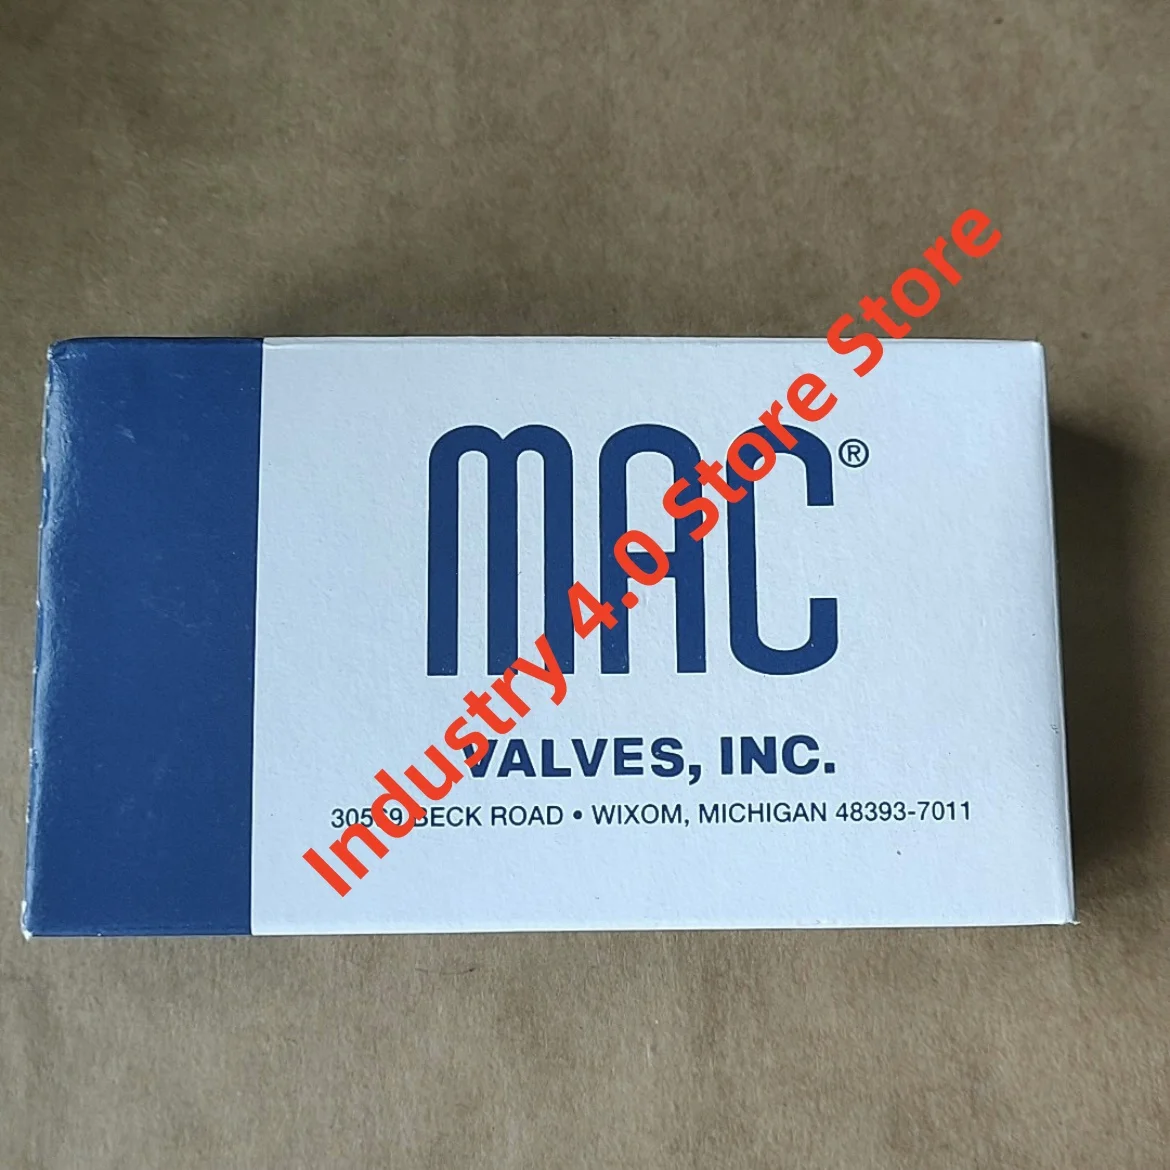 MAC®
VALVES, INC.
BECK ROAD • WIXOM, MICHIGAN 48393-7011
Industry 4.0 Store Store